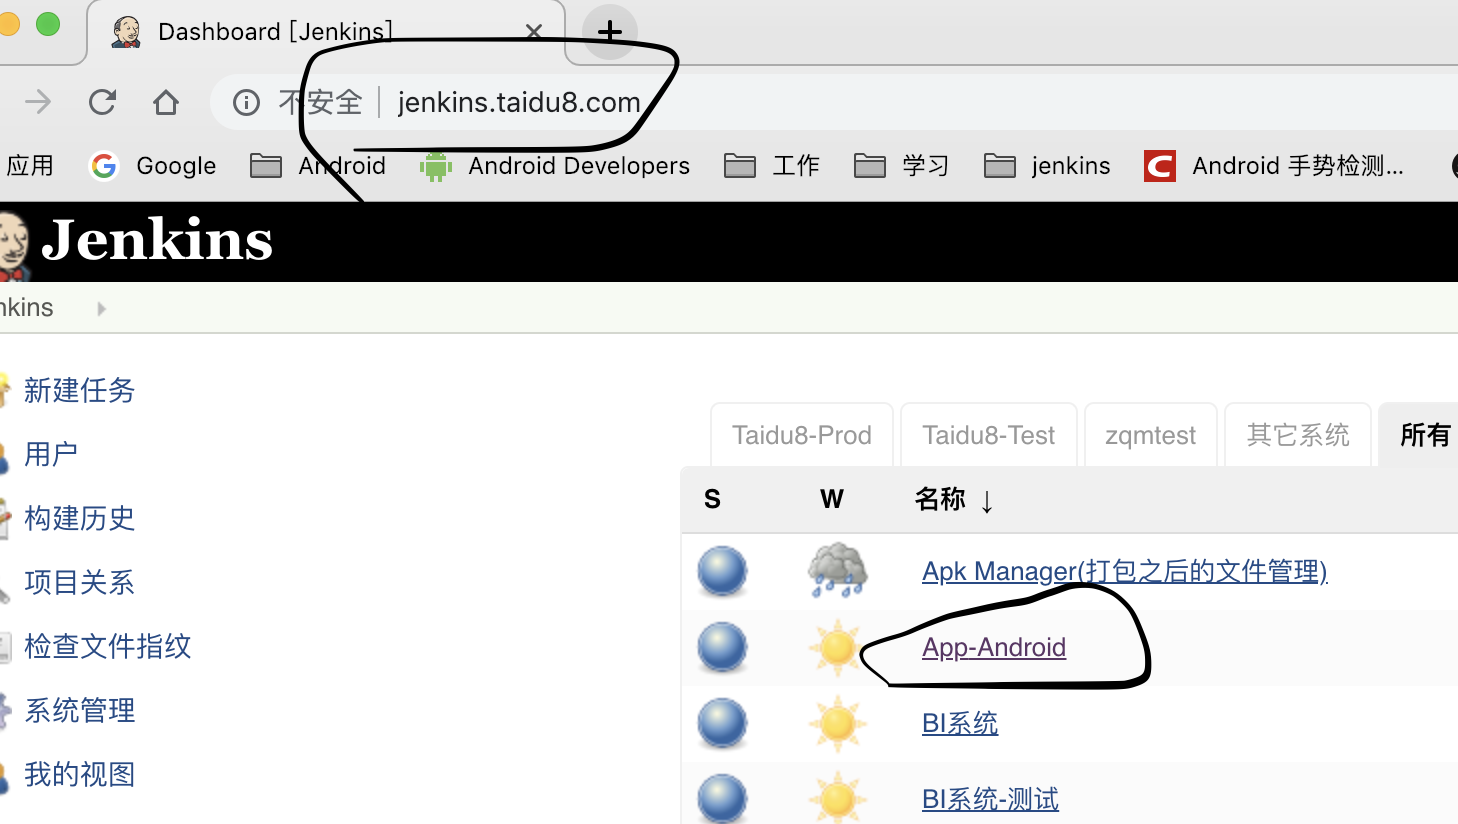 Dashboard [Jenkins]
不安全 jenkins.taidu8.com
应用 Google Android Android Developers 工作 学习 jenkins Android 手势检测...
Jenkins
nkins
新建任务
用户
构建历史
项目关系
检查文件指纹
系统管理
我的视图
Taidu8-Prod Taidu8-Test zqmtest 其它系统 所有
S W 名称 ↓
Apk Manager(打包之后的文件管理)
App-Android
BI系统
BI系统-测试